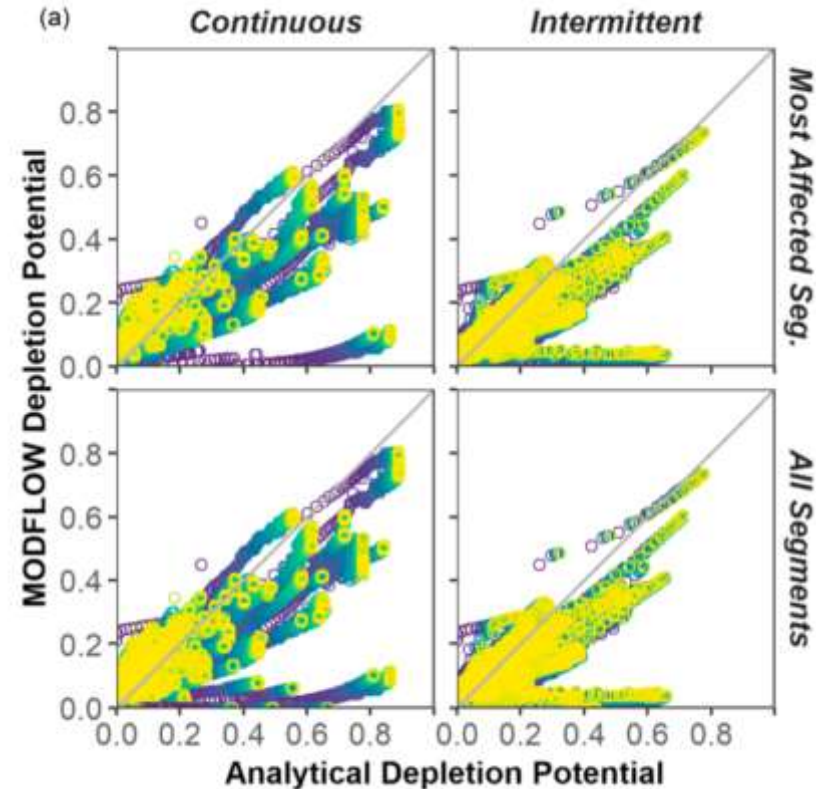 (a)
Continuous Intermittent
0.8
0.6
0.4
0.2
0.0
Most Affected Seg.
0.8
0.6
0.4
0.2
0.0
All Segments
MODFLOW Depletion Potential
0.0 0.2 0.4 0.6 0.8 0.0 0.2 0.4 0.6 0.8
Analytical Depletion Potential